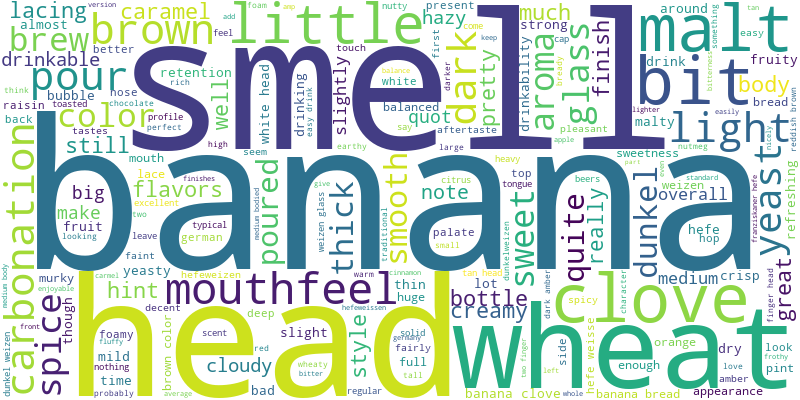 smell
banana
head
wheat
malt
little
bit
mouthfeel
clove
brown
brew
pour
dark
aroma
glass
light
yeast
dunkel
carbonation
color
spice
thick
smooth
sweet
quite
lacing
almost
drinkable
caramel
bubble
raisin
toasted
chocolate
retention
rich
nose
better
version
add
foam
amp
feel
nutty
think
back
tastes
profile
perfect
still
well
high
seem
mouth
white head
drinking
easy drink
slightly
touch
white
balanced
say
hazy
present
first
darker
pretty
quot
come
keep
balance
drinkability
bready
much
strong
cap
finish
aftertaste
large
pleasant
apple
around
tan
something
easy
drink
bitterness
fruity
body
bread
lighter
easily
malty
nutmeg
nicely
reddish brown
refreshing
big
make
fruit
looking
lace
flavors
excellent
finishes
two
typical
german
leave
faint
yeasty
poured
medium bodied
give
weizen glass
traditional
earthy
note
citrus
heavy
top
tongue
palate
small
sweetness
beers
dunkelweizen
really
part
even
weizen
standard
overall
hefe
hop
franziskaner hefe
medium
crisp
great
medium body
enjoyable
murky
though
carmel
hint
decent
hefeweizen
deep
warm
cinnamon
hefeweissen
tan head
thin
huge
lot
bottle
creamy
dark amber
spicy
character
finger head
front
foamy
fluffy
mild
nothing
time
probably
dunkel weizen
brown color
scent
average
cloudy
slight
red
wheaty
bitter
bad
style
solid
germany
fairly
full
tall
regular
two finger
side
left
hefe weisse
enough
orange
whole
banana clove
banana bread
dry
look
frothy
love
pint
amber
appearance